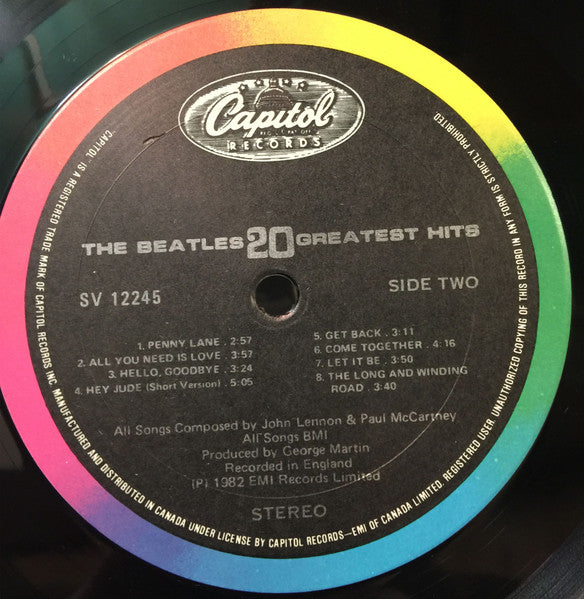 Capitol
RECORDS
THE BEATLES 20 GREATEST HITS
SV 12245
SIDE TWO
1. PENNY LANE . 2:57
2. ALL YOU NEED IS LOVE . 3:57
3. HELLO, GOODBYE . 3:24
4. HEY JUDE (Short Version) . 5:05
5. GET BACK . 3:11
6. COME TOGETHER . 4:16
7. LET IT BE . 3:50
8. THE LONG AND WINDING
ROAD . 3:40
All Songs Composed by John Lennon & Paul McCartney
All Songs BMI
Produced by George Martin
Recorded in England
(P) 1982 EMI Records Limited
STEREO
"CAPITOL" IS A REGISTERED TRADE MARK OF CAPITOL RECORDS INC. MANUFACTURED AND DISTRIBUTED IN CANADA UNDER LICENSE BY CAPITOL RECORDS—EMI OF CANADA LIMITED. REGISTERED USER. UNAUTHORIZED COPYING OF THIS RECORD IN ANY FORM IS STRICTLY PROHIBITED